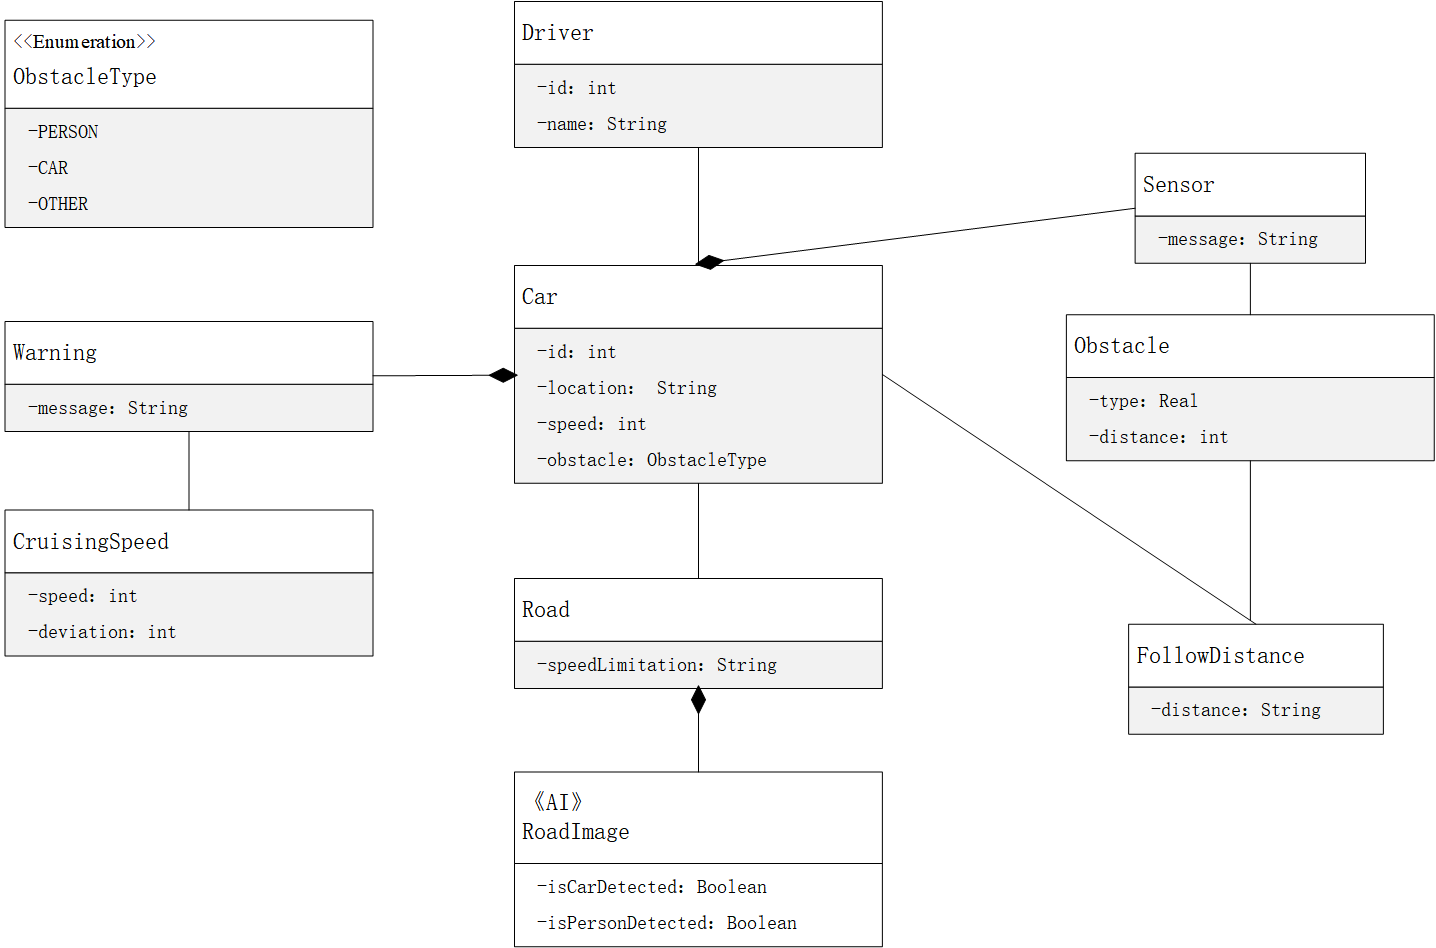 <<Enumeration>>
ObstacleType
-PERSON
-CAR
-OTHER
Driver
-id: int
-name: String
Sensor
-message: String
Car
-id: int
-location: String
-speed: int
-obstacle: ObstacleType
Warning
-message: String
Obstacle
-type: Real
-distance: int
CruisingSpeed
-speed: int
-deviation: int
Road
-speedLimitation: String
FollowDistance
-distance: String
《AI》
RoadImage
-isCarDetected: Boolean
-isPersonDetected: Boolean